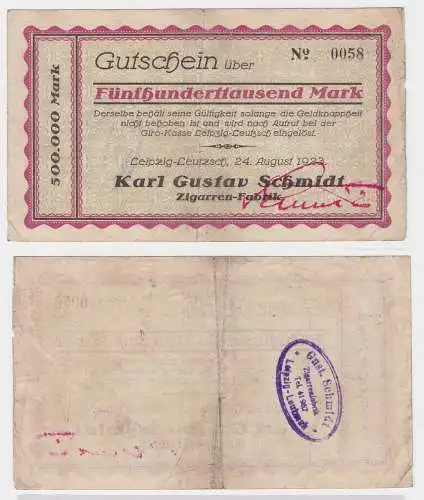 Gutschein über
No 0058
Fünfhunderttausend Mark
Derselbe behält seine Gültigkeit solange die Geldknappheit
nicht behoben ist und wird nach Aufruf bei der
Giro-Kasse Leipzig-Leutzsch eingelöst.
Leipzig-Leutzsch, 24. August 1923
Karl Gustav Schmidt
Zigarren-Fabrik
500.000 Mark
Gust. Schmidt
Zigarrenfabrik
Leipzig-Leutzsch